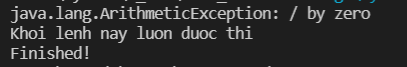 java.lang.ArithmeticException: / by zero
Khoi lenh nay luon duoc thi
Finished!